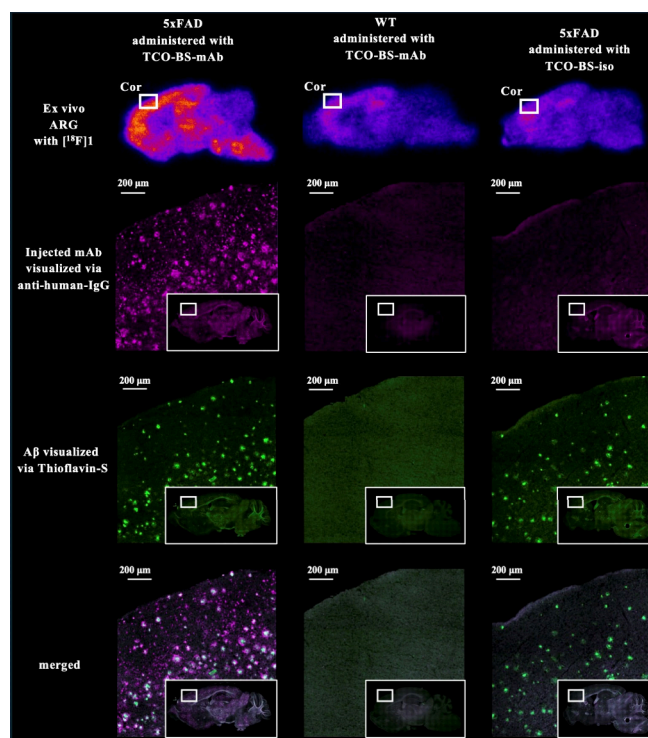 5xFAD
administered with
TCO-BS-mAb
WT
administered with
TCO-BS-mAb
5xFAD
administered with
TCO-BS-iso
Ex vivo
ARG
with [¹⁸F]1
Cor
Cor
Cor
Injected mAb
visualized via
anti-human-IgG
200 µm
200 µm
200 µm
Aβ visualized
via Thioflavin-S
200 µm
200 µm
200 µm
merged
200 µm
200 µm
200 µm